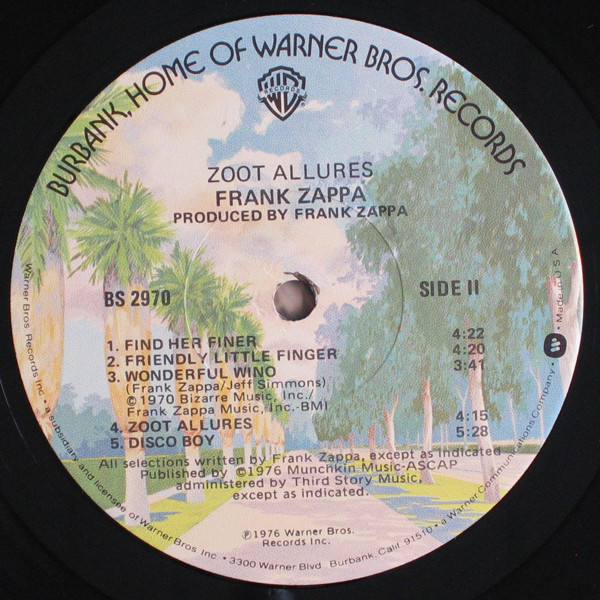 BURBANK, HOME OF WARNER BROS. RECORDS
WB
RECORDS
ZOOT ALLURES
FRANK ZAPPA
PRODUCED BY FRANK ZAPPA
BS 2970
SIDE II
1. FIND HER FINER 4:22
2. FRIENDLY LITTLE FINGER 4:20
3. WONDERFUL WINO 3:41
(Frank Zappa/Jeff Simmons)
©1970 Bizarre Music, Inc./
Frank Zappa Music, Inc.-BMI
4. ZOOT ALLURES 4:15
5. DISCO BOY 5:28
All selections written by Frank Zappa, except as indicated
Published by ©1976 Munchkin Music-ASCAP
administered by Third Story Music,
except as indicated.
℗1976 Warner Bros.
Records Inc.
Warner Bros. Records Inc. • a subsidiary and licensee of Warner Bros. Inc. • 3300 Warner Blvd. Burbank, Calif. 91510 • a Warner Communications Company • Made in U.S.A.